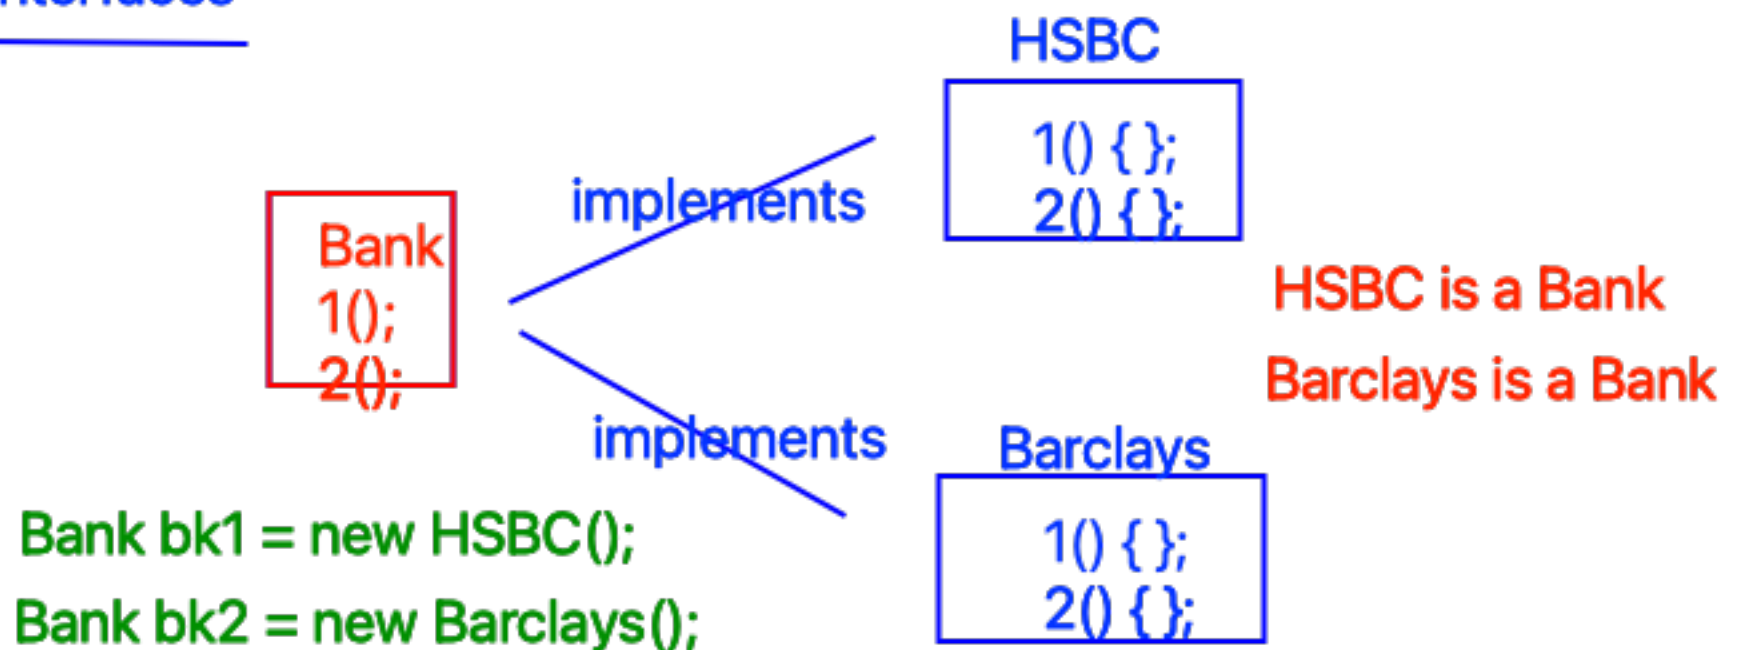 HSBC
1() { };
2() { };
implements
Bank
1();
2();
HSBC is a Bank
Barclays is a Bank
implements
Barclays
1() { };
2() { };
Bank bk1 = new HSBC();
Bank bk2 = new Barclays();